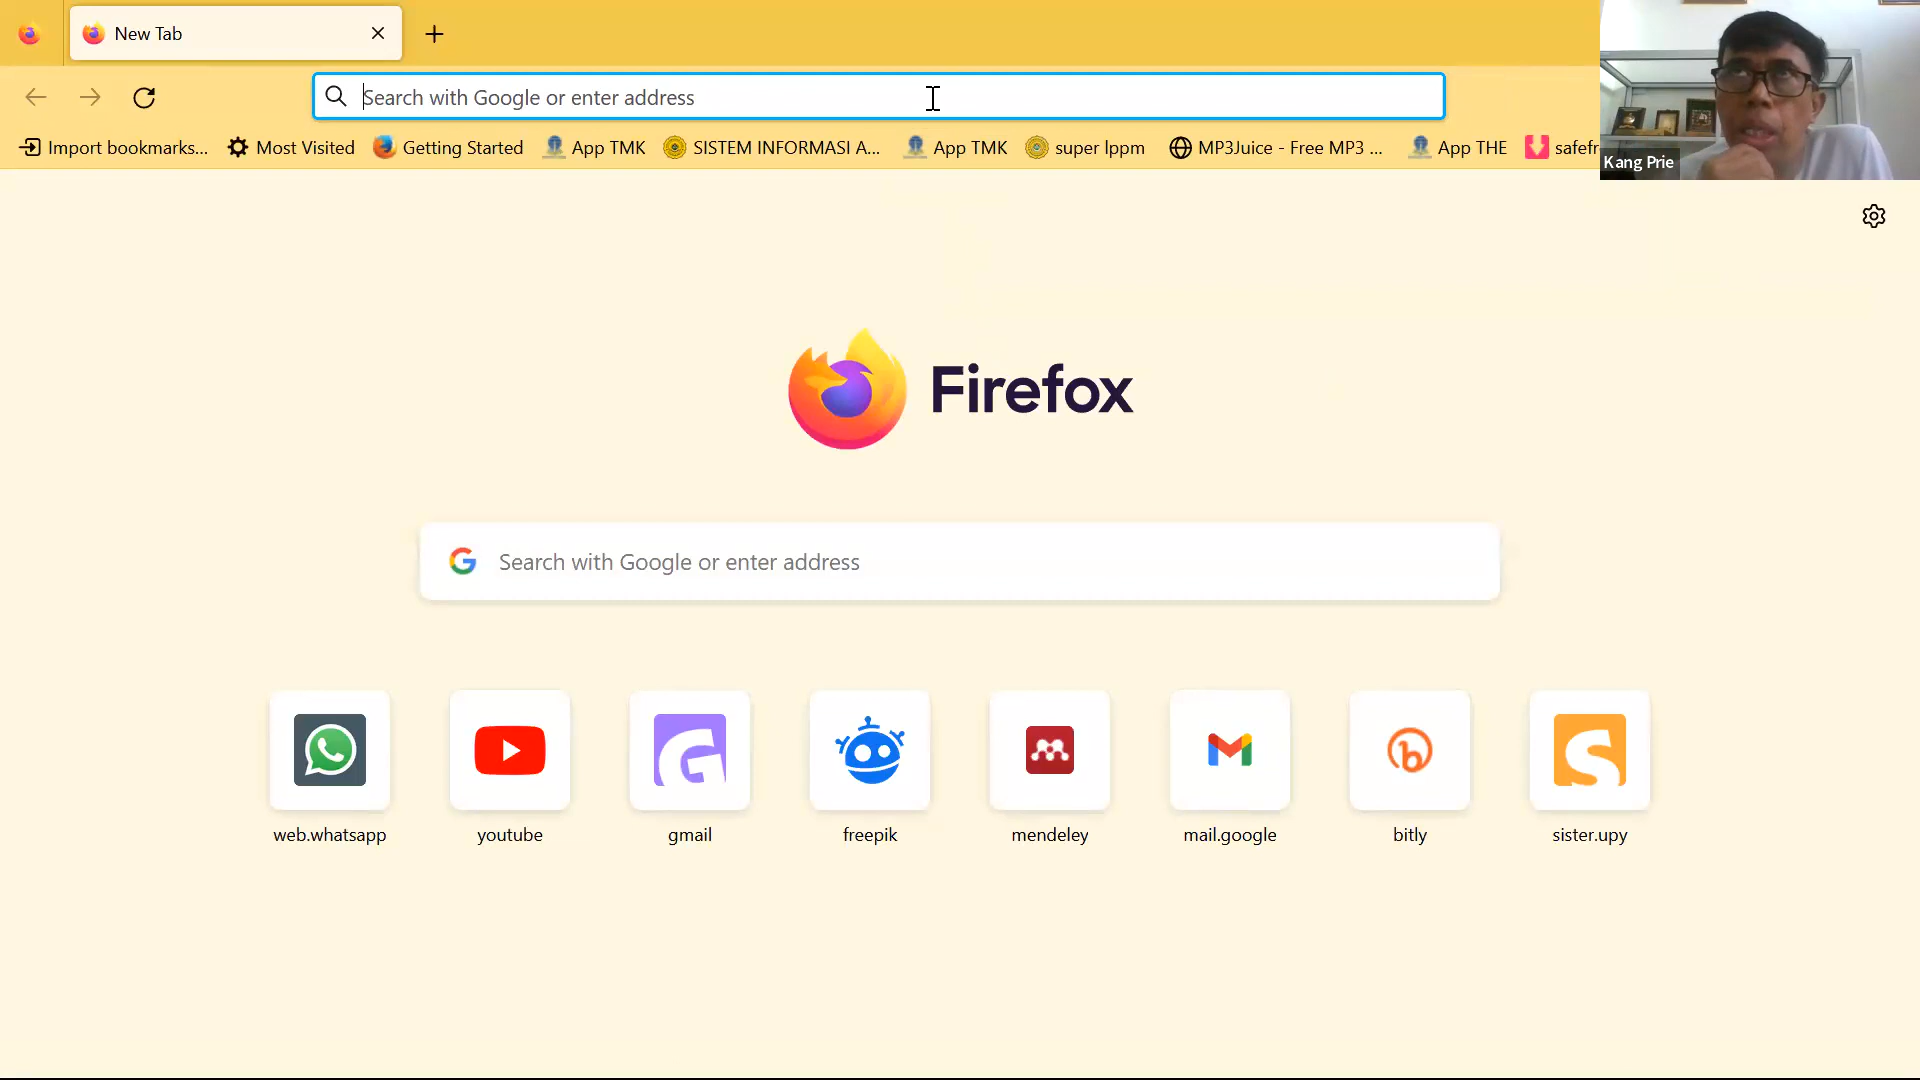 New Tab
Search with Google or enter address
Import bookmarks... Most Visited Getting Started App TMK SISTEM INFORMASI A... App TMK super lppm MP3Juice - Free MP3 ... App THE safefr
Kang Prie
Firefox
Search with Google or enter address
web.whatsapp youtube gmail freepik mendeley mail.google bitly sister.upy